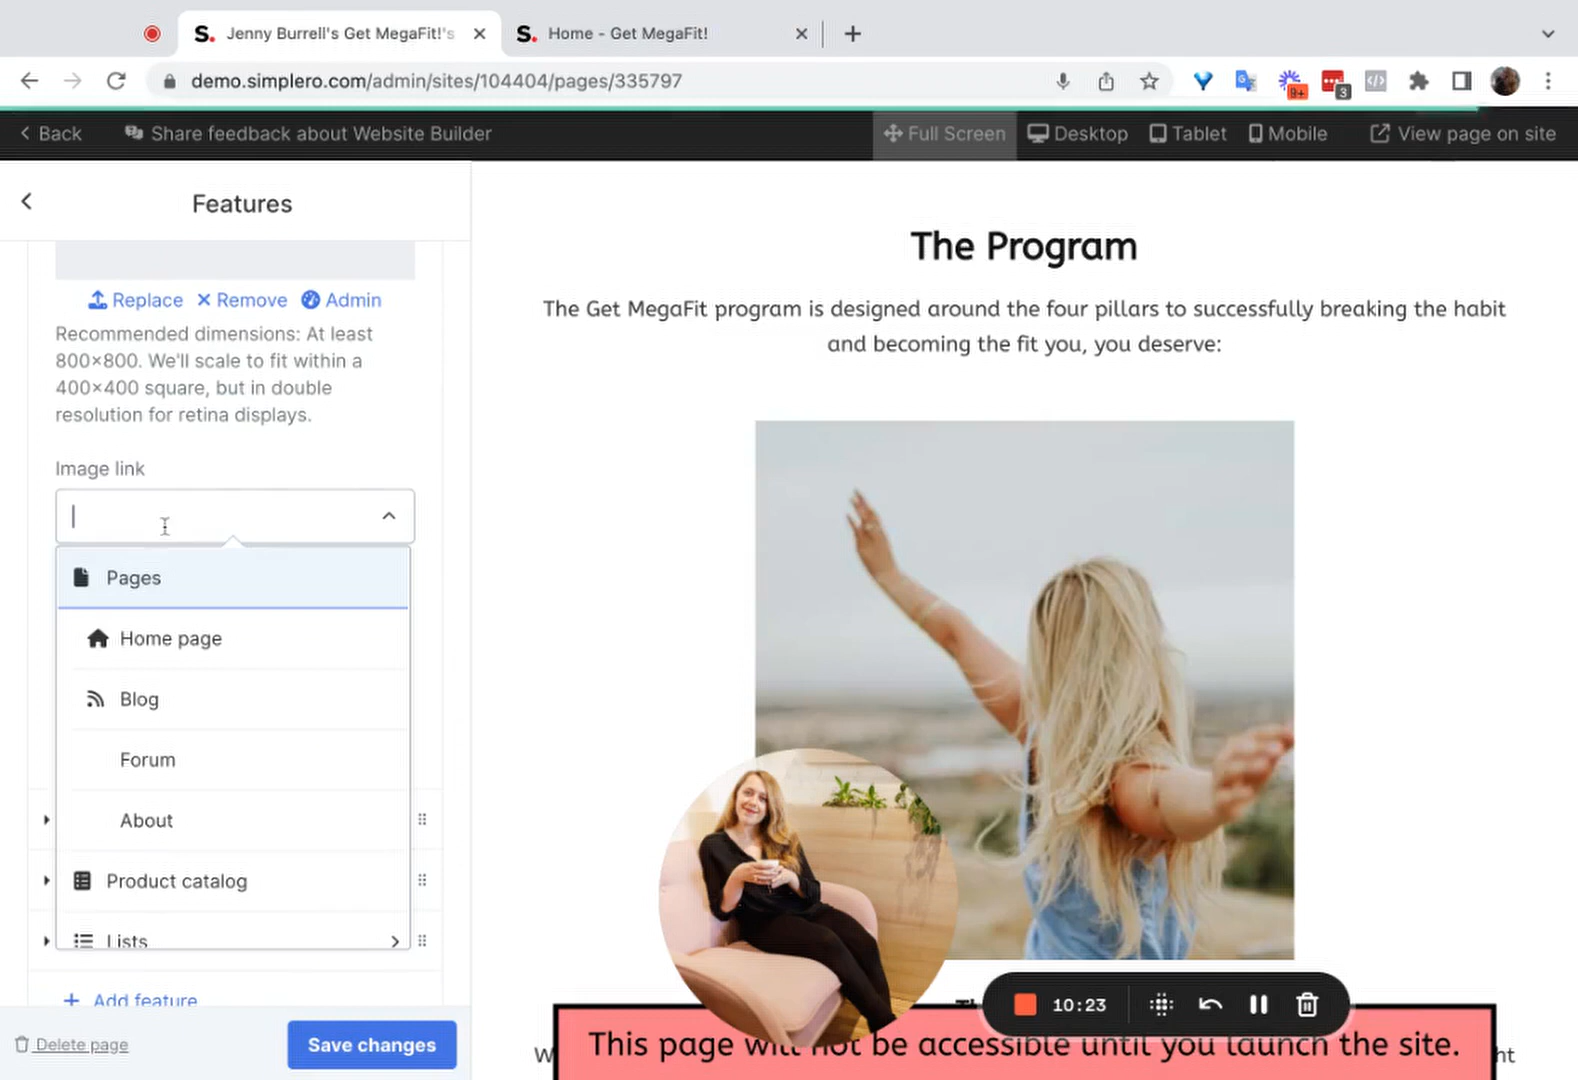 S. Jenny Burrell's Get MegaFit!'s
S. Home - Get MegaFit!
demo.simplero.com/admin/sites/104404/pages/335797
9+
3
Back
Share feedback about Website Builder
Full Screen
Desktop
Tablet
Mobile
View page on site
Features
Replace
Remove
Admin
Recommended dimensions: At least
800×800. We'll scale to fit within a
400×400 square, but in double
resolution for retina displays.
Image link
Pages
Home page
Blog
Forum
About
Product catalog
Lists
+ Add feature
Delete page
Save changes
The Program
The Get MegaFit program is designed around the four pillars to successfully breaking the habit
and becoming the fit you, you deserve:
10:23
This page will not be accessible until you launch the site.